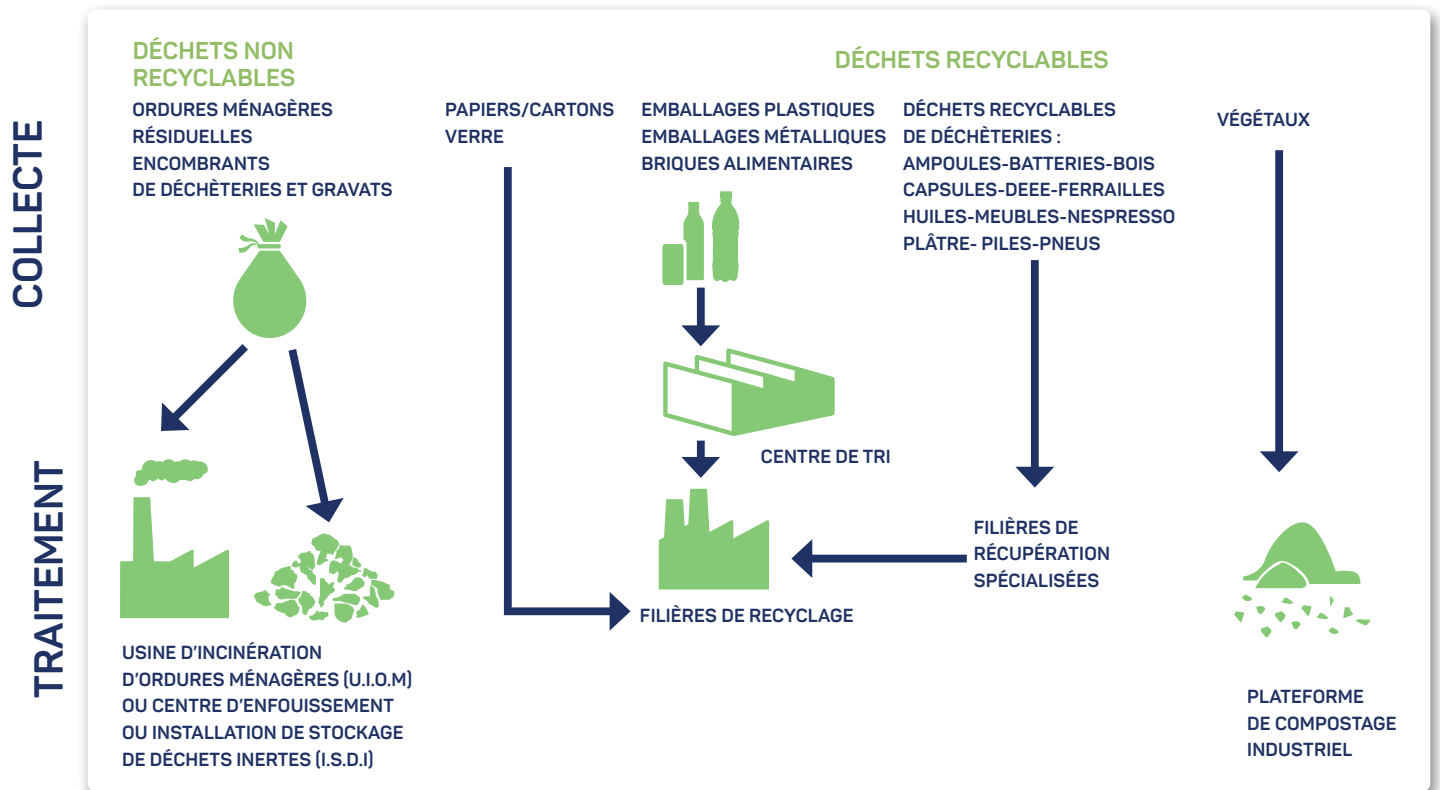 COLLECTE
TRAITEMENT
DÉCHETS NON
RECYCLABLES
ORDURES MÉNAGÈRES
RÉSIDUELLES
ENCOMBRANTS
DE DÉCHÈTERIES ET GRAVATS
USINE D'INCINÉRATION
D'ORDURES MÉNAGÈRES (U.I.O.M)
OU CENTRE D'ENFOUISSEMENT
OU INSTALLATION DE STOCKAGE
DE DÉCHETS INERTES (I.S.D.I)
DÉCHETS RECYCLABLES
PAPIERS/CARTONS
VERRE
EMBALLAGES PLASTIQUES
EMBALLAGES MÉTALLIQUES
BRIQUES ALIMENTAIRES
CENTRE DE TRI
FILIÈRES DE RECYCLAGE
DÉCHETS RECYCLABLES
DE DÉCHÈTERIES :
AMPOULES-BATTERIES-BOIS
CAPSULES-DEEE-FERRAILLES
HUILES-MEUBLES-NESPRESSO
PLÂTRE- PILES-PNEUS
FILIÈRES DE
RÉCUPÉRATION
SPÉCIALISÉES
VÉGÉTAUX
PLATEFORME
DE COMPOSTAGE
INDUSTRIEL